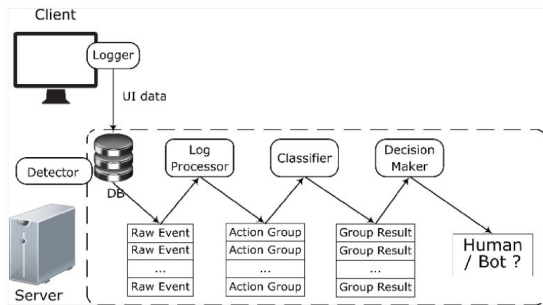 Client
Logger
UI data
Detector
DB
Log
Processor
Classifier
Decision
Maker
Raw Event
Raw Event
...
Raw Event
Action Group
Action Group
...
Action Group
Group Result
Group Result
...
Group Result
Human
/ Bot ?
Server